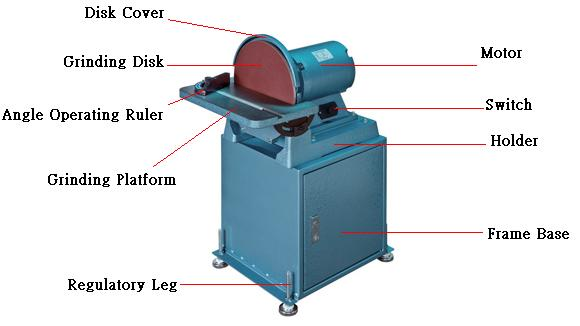 Disk Cover
Grinding Disk
Motor
Angle Operating Ruler
Switch
Holder
Grinding Platform
Frame Base
Regulatory Leg